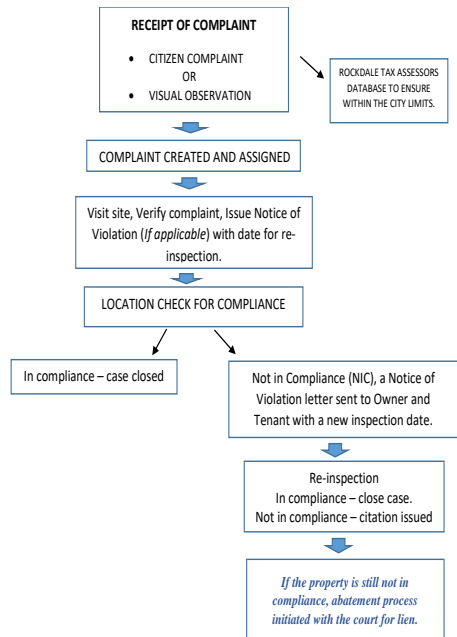 RECEIPT OF COMPLAINT
• CITIZEN COMPLAINT
OR
• VISUAL OBSERVATION
ROCKDALE TAX ASSESSORS
DATABASE TO ENSURE
WITHIN THE CITY LIMITS.
COMPLAINT CREATED AND ASSIGNED
Visit site, Verify complaint, Issue Notice of
Violation (If applicable) with date for re-
inspection.
LOCATION CHECK FOR COMPLIANCE
In compliance – case closed
Not in Compliance (NIC), a Notice of
Violation letter sent to Owner and
Tenant with a new inspection date.
Re-inspection
In compliance – close case.
Not in compliance – citation issued
If the property is still not in
compliance, abatement process
initiated with the court for lien.